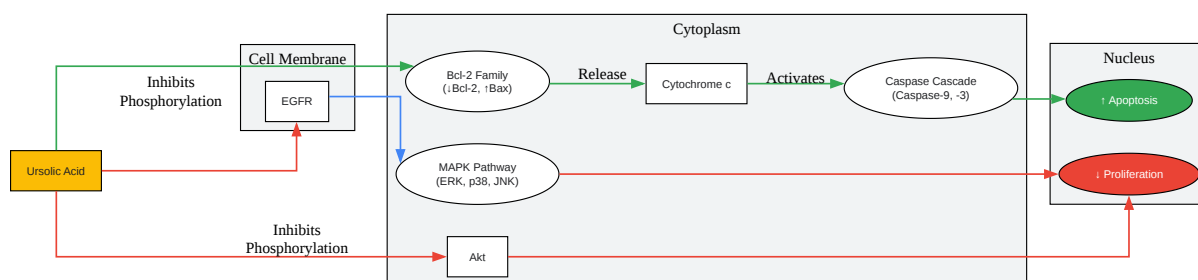 Cytoplasm
Cell Membrane
Nucleus
Inhibits
Phosphorylation
Bcl-2 Family
(↓Bcl-2, ↑Bax)
Release
Cytochrome c
Activates
Caspase Cascade
(Caspase-9, -3)
↑ Apoptosis
EGFR
Ursolic Acid
MAPK Pathway
(ERK, p38, JNK)
↓ Proliferation
Inhibits
Phosphorylation
Akt